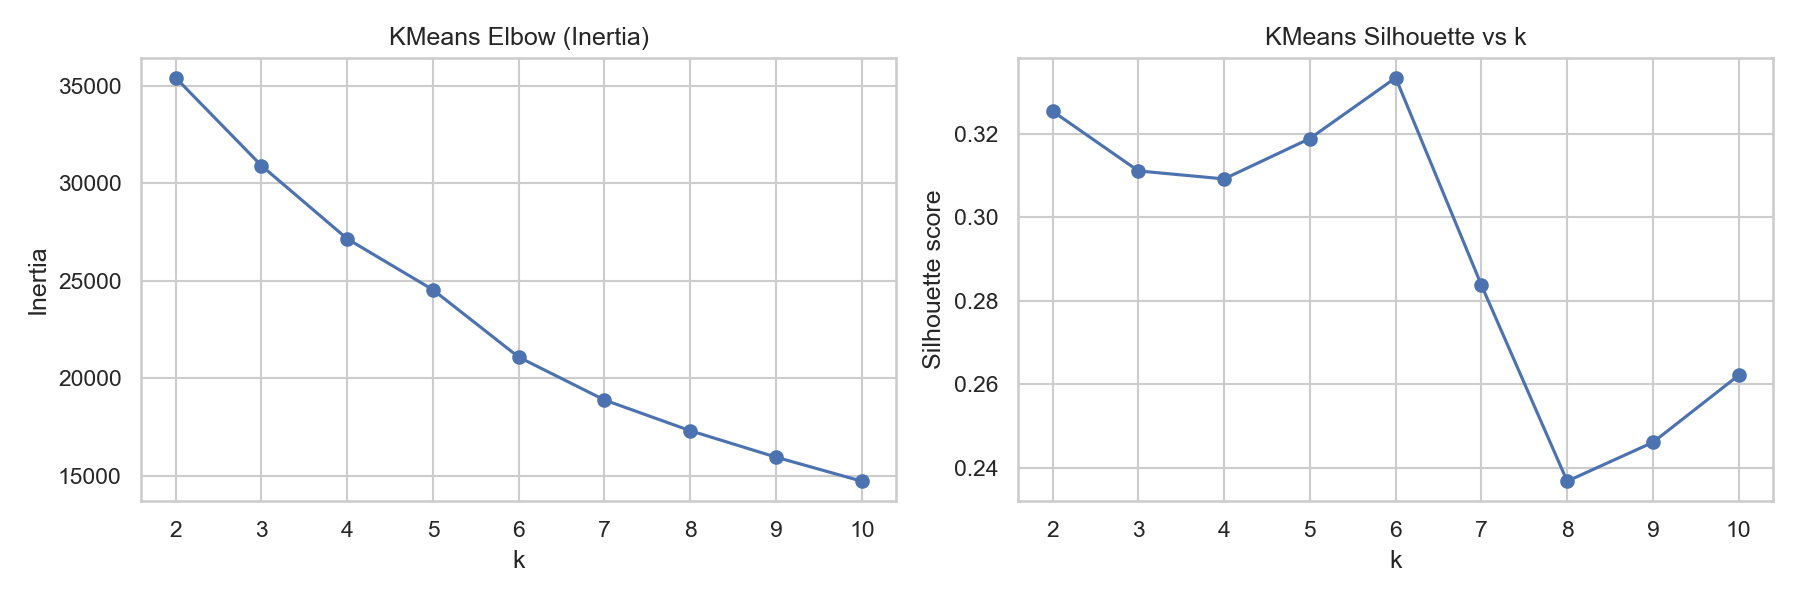 KMeans Elbow (Inertia)
35000
30000
25000
20000
15000
Inertia
2 3 4 5 6 7 8 9 10
k
KMeans Silhouette vs k
0.32
0.30
0.28
0.26
0.24
Silhouette score
2 3 4 5 6 7 8 9 10
k